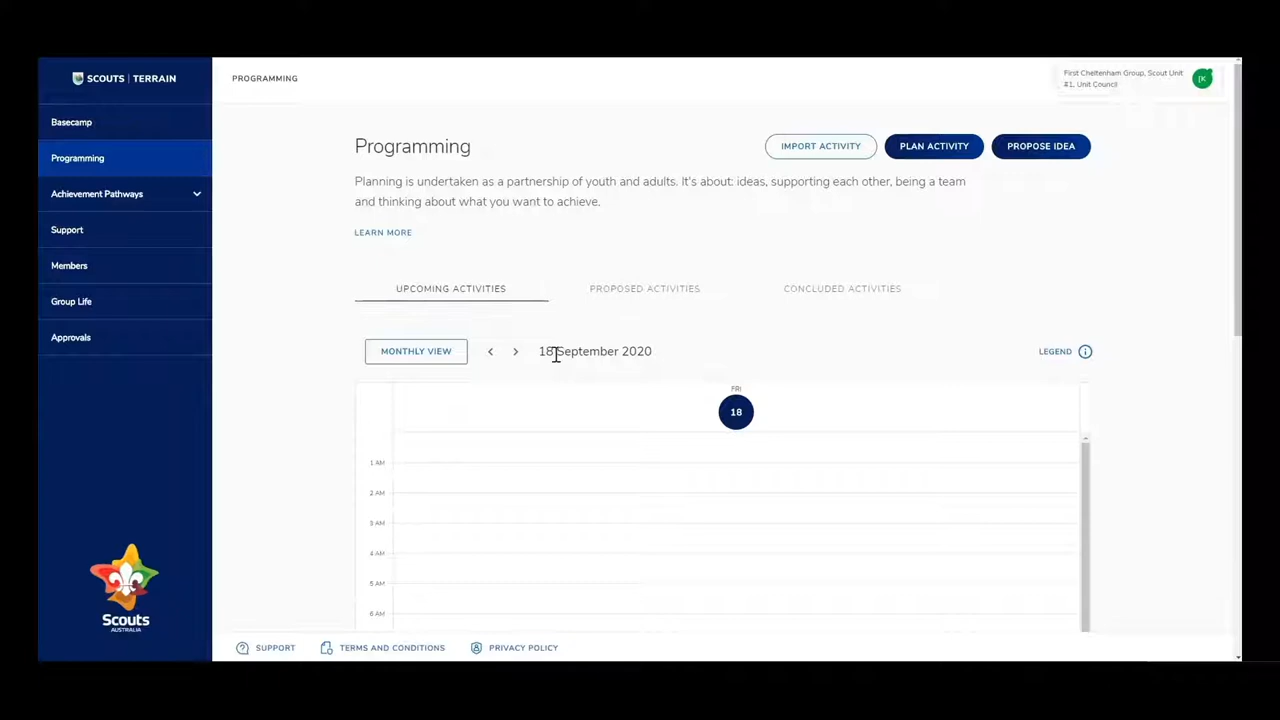 SCOUTS | TERRAIN
PROGRAMMING
First Cheltenham Group, Scout Unit
#1, Unit Council
[K
Basecamp
Programming
Achievement Pathways
Support
Members
Group Life
Approvals
Programming
IMPORT ACTIVITY
PLAN ACTIVITY
PROPOSE IDEA
Planning is undertaken as a partnership of youth and adults. It's about: ideas, supporting each other, being a team
and thinking about what you want to achieve.
LEARN MORE
UPCOMING ACTIVITIES
PROPOSED ACTIVITIES
CONCLUDED ACTIVITIES
MONTHLY VIEW
18 September 2020
LEGEND
FRI
18
1 AM
2 AM
3 AM
4 AM
5 AM
6 AM
Scouts
AUSTRALIA
SUPPORT
TERMS AND CONDITIONS
PRIVACY POLICY